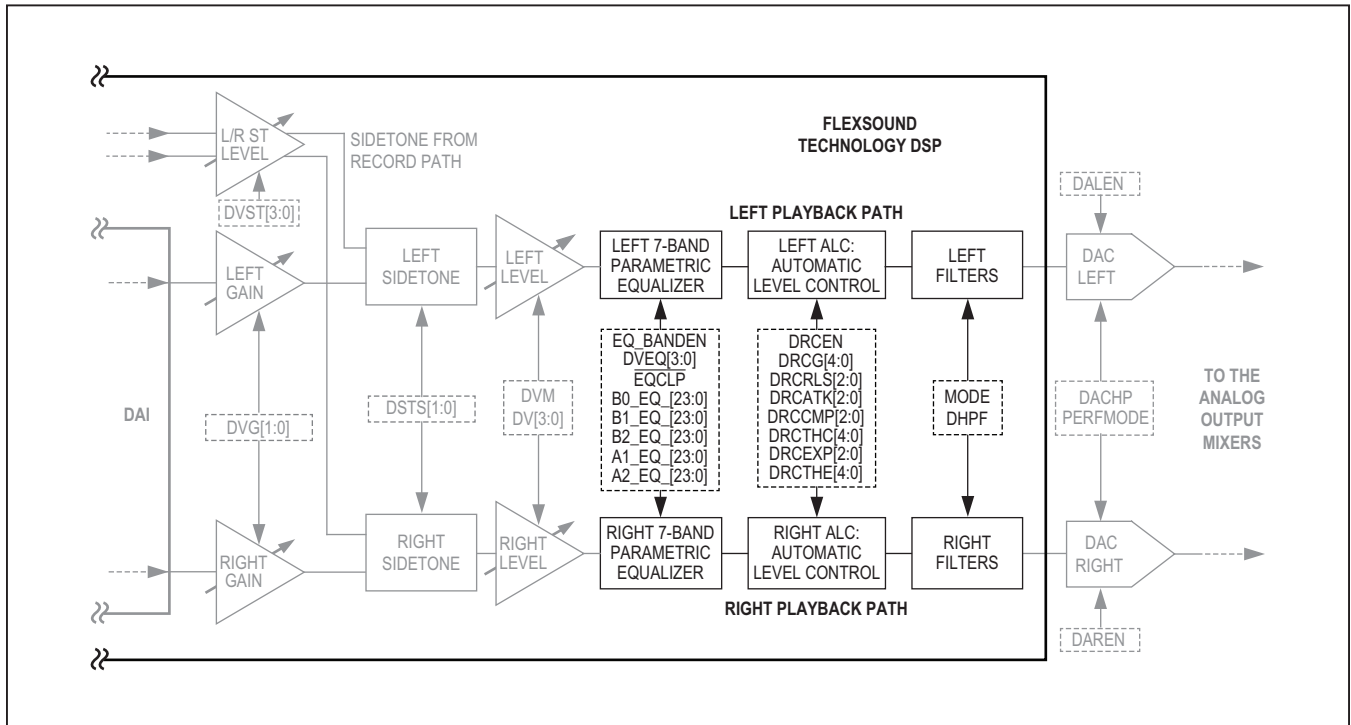 L/R ST
LEVEL
SIDETONE FROM
RECORD PATH
FLEXSOUND
TECHNOLOGY DSP
DVST[3:0]
DALEN
LEFT PLAYBACK PATH
DAI
LEFT
GAIN
LEFT
SIDETONE
LEFT
LEVEL
LEFT 7-BAND
PARAMETRIC
EQUALIZER
LEFT ALC:
AUTOMATIC
LEVEL CONTROL
LEFT
FILTERS
DAC
LEFT
DVG[1:0]
DSTS[1:0]
DVM
DV[3:0]
EQ_BANDEN
DVEQ[3:0]
EQCLP
B0_EQ_[23:0]
B1_EQ_[23:0]
B2_EQ_[23:0]
A1_EQ_[23:0]
A2_EQ_[23:0]
DRCEN
DRCG[4:0]
DRCRLS[2:0]
DRCATK[2:0]
DRCCMP[2:0]
DRCTHC[4:0]
DRCEXP[2:0]
DRCTHE[4:0]
MODE
DHPF
DACHP
PERFMODE
TO THE
ANALOG
OUTPUT
MIXERS
RIGHT
GAIN
RIGHT
SIDETONE
RIGHT
LEVEL
RIGHT 7-BAND
PARAMETRIC
EQUALIZER
RIGHT ALC:
AUTOMATIC
LEVEL CONTROL
RIGHT
FILTERS
DAC
RIGHT
RIGHT PLAYBACK PATH
DAREN